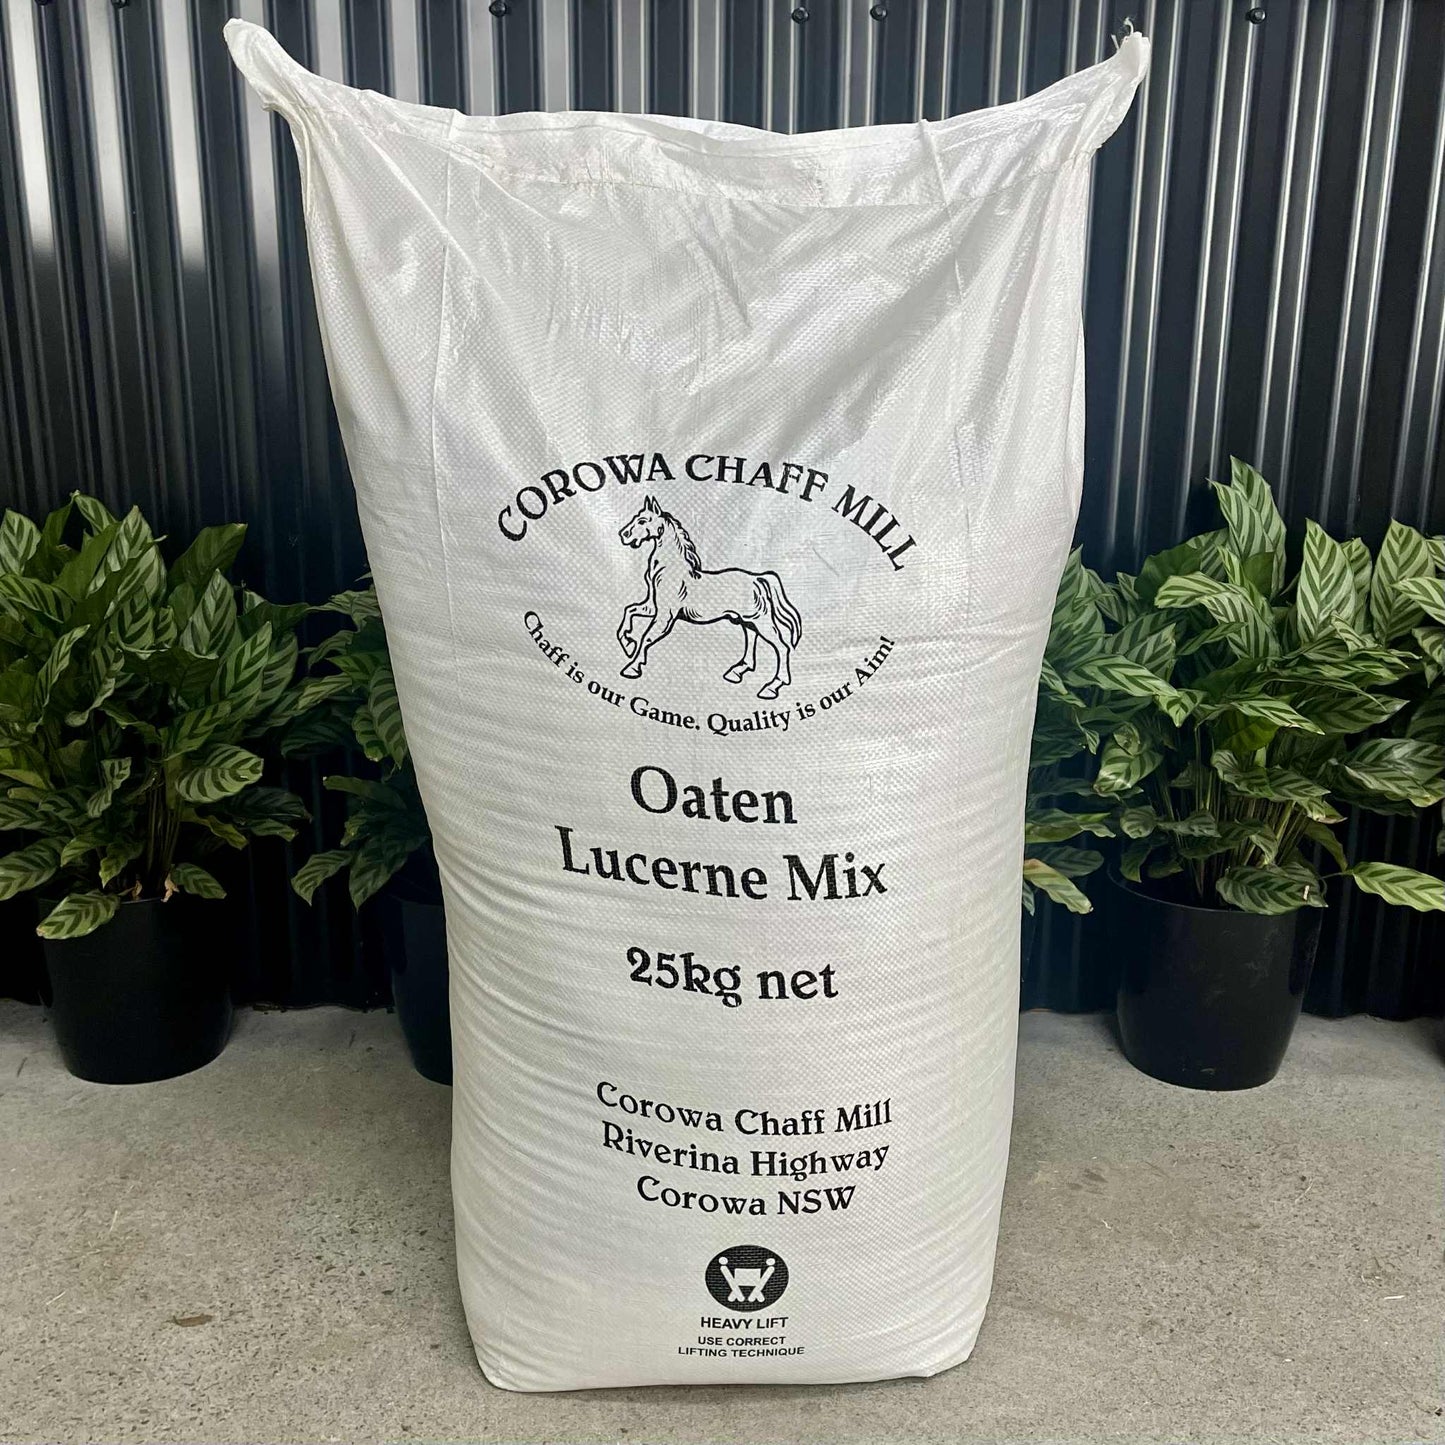 COROWA CHAFF MILL
Chaff is our Game. Quality is our Aim!
Oaten
Lucerne Mix
25kg net
Corowa Chaff Mill
Riverina Highway
Corowa NSW
HEAVY LIFT
USE CORRECT
LIFTING TECHNIQUE